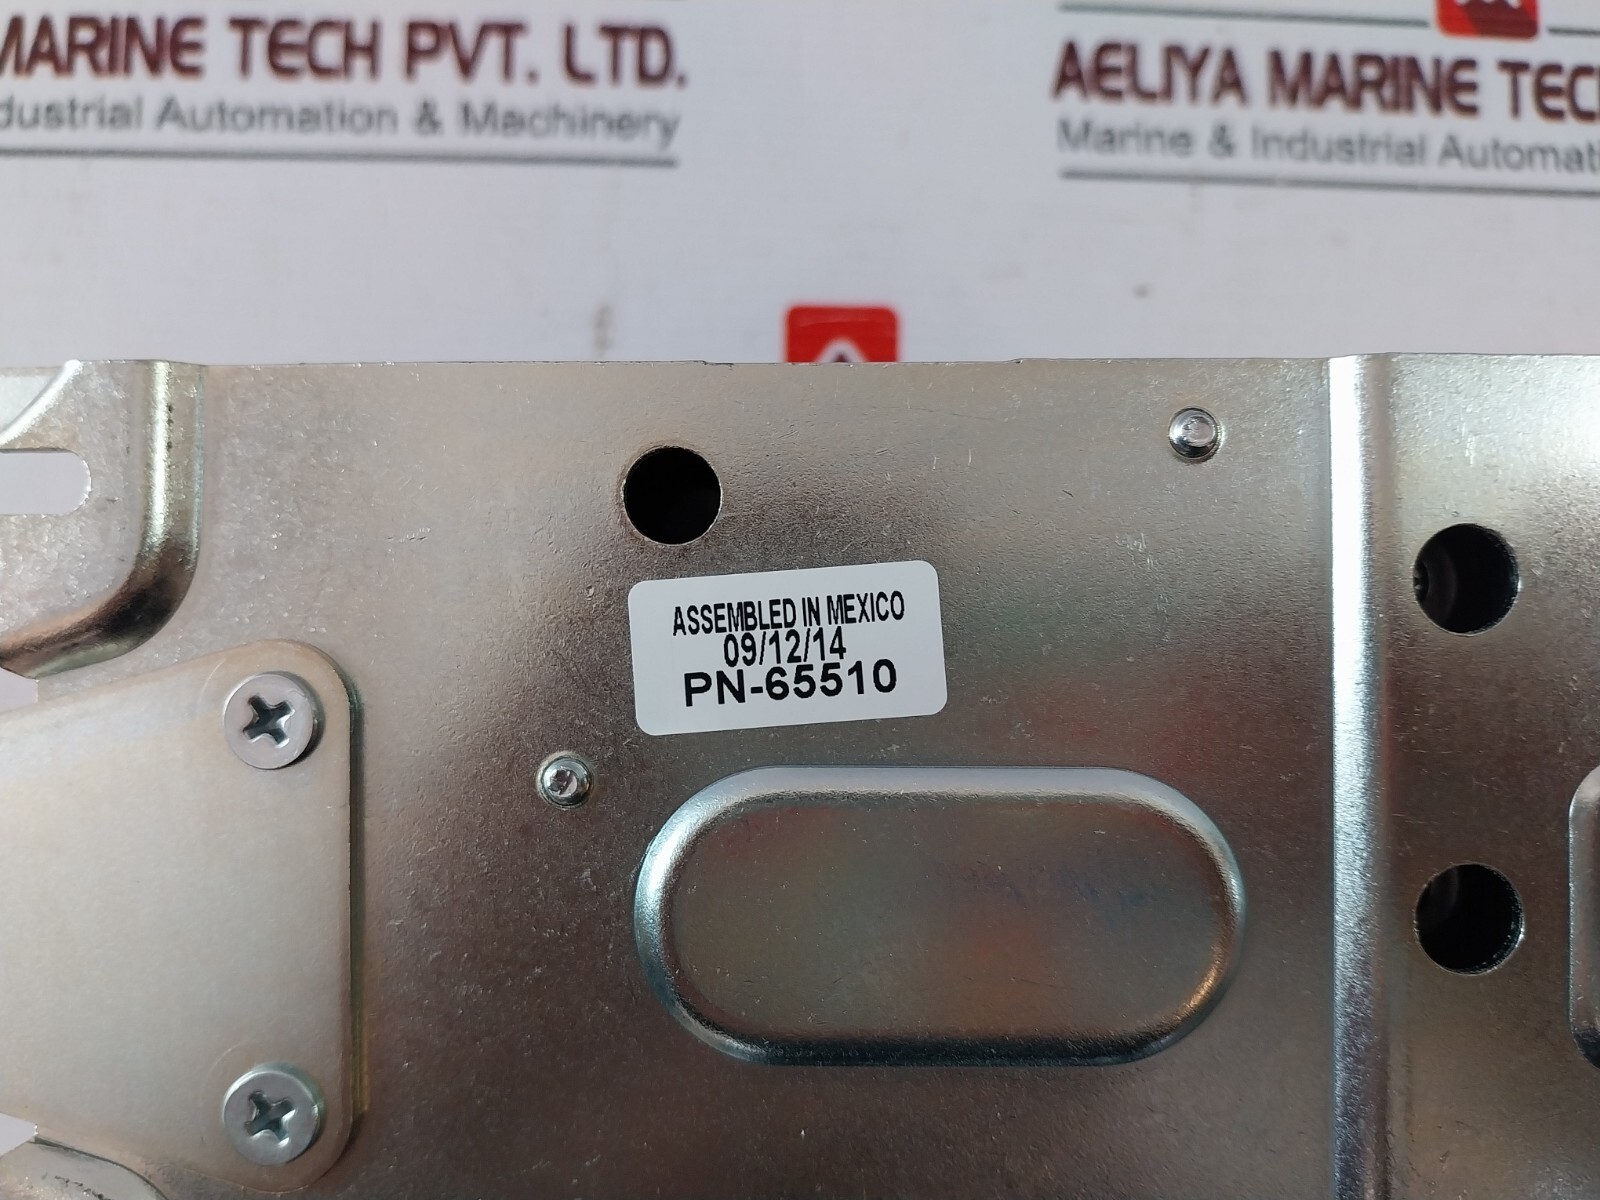 MARINE TECH PVT. LTD.
dustrial Automation & Machinery
AELIYA MARINE TEC
Marine & Industrial Automat
ASSEMBLED IN MEXICO
09/12/14
PN-65510